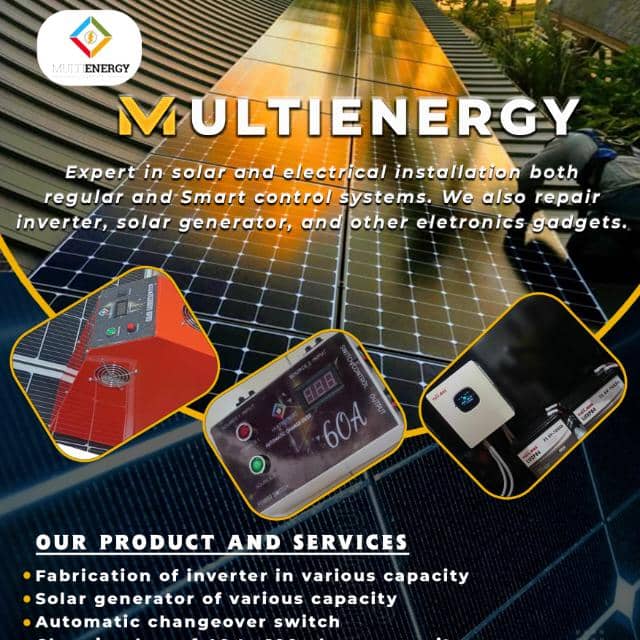 MULTIENERGY
MULTIENERGY
Expert in solar and electrical installation both
regular and Smart control systems. We also repair
inverter, solar generator, and other eletronics gadgets.
60A
OUR PRODUCT AND SERVICES
Fabrication of inverter in various capacity
Solar generator of various capacity
Automatic changeover switch